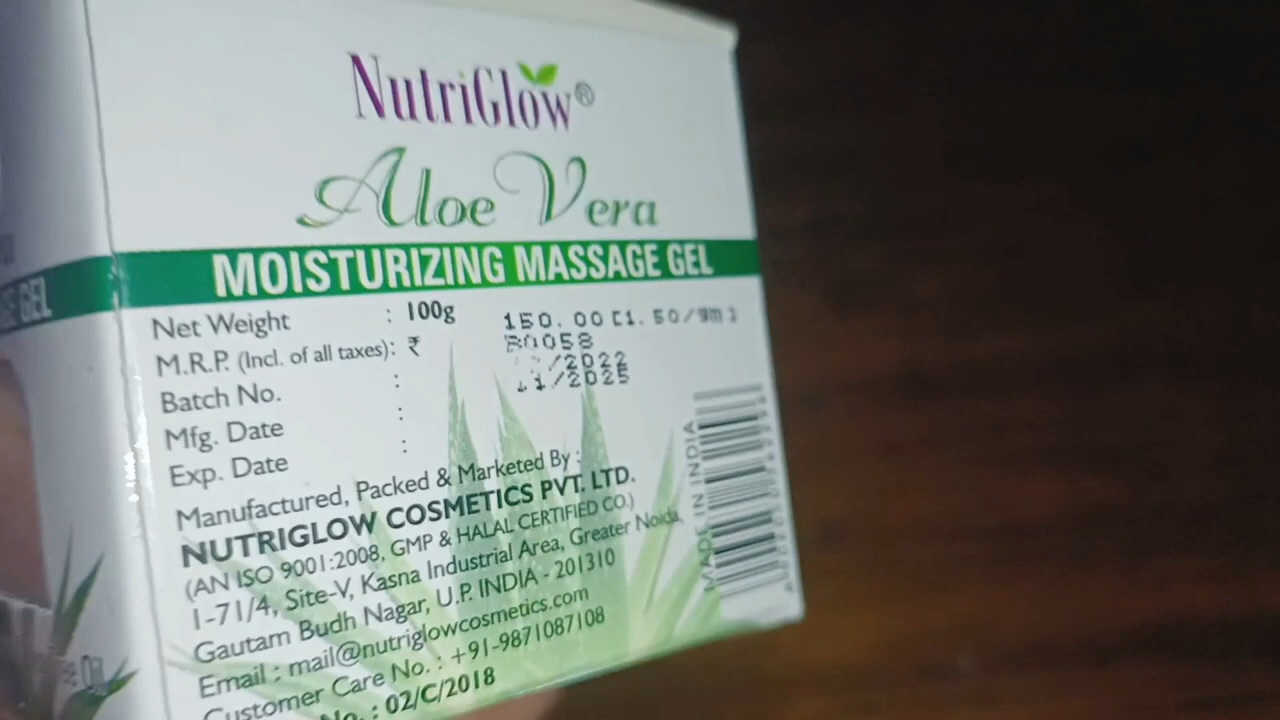 NutriGlow®
Aloe Vera
MOISTURIZING MASSAGE GEL
GEL
Net Weight : 100g
M.R.P. (Incl. of all taxes): ₹ 150.00 [1.50/gm]
Batch No. :
Mfg. Date : /2022
Exp. Date : 11/2025
Manufactured, Packed & Marketed By :
NUTRIGLOW COSMETICS PVT. LTD.
(AN ISO 9001:2008, GMP & HALAL CERTIFIED CO.)
1-71/4, Site-V, Kasna Industrial Area, Greater Noida,
Gautam Budh Nagar, U.P. INDIA - 201310
Email : mail@nutriglowcosmetics.com
Customer Care No. : +91-9871087108
No. : 02/C/2018
MADE IN INDIA